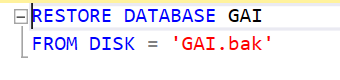 RESTORE DATABASE GAI
FROM DISK = 'GAI.bak'